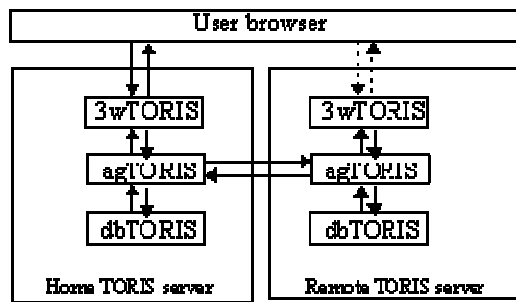 User browser
3wTORIS 3wTORIS
agTORIS agTORIS
dbTORIS dbTORIS
Home TORIS server Remote TORIS server